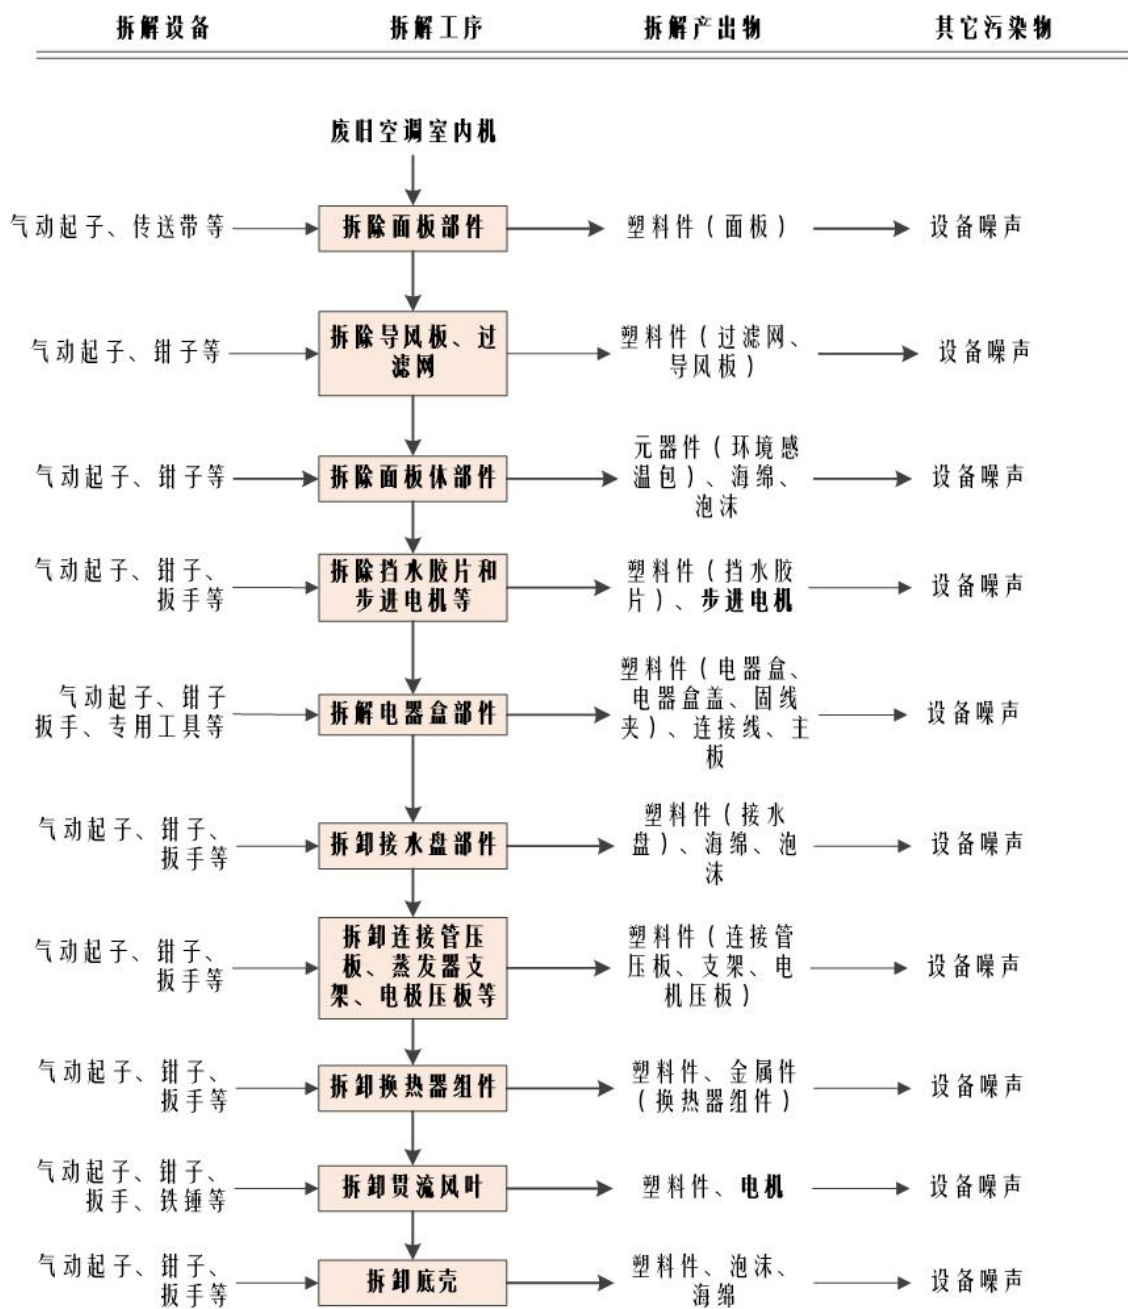 拆解设备 拆解工序 拆解产出物 其它污染物
废旧空调室内机
气动起子、传送带等
拆除面板部件
塑料件（面板）
设备噪声
气动起子、钳子等
拆除导风板、过
滤网
塑料件（过滤网、
导风板）
设备噪声
气动起子、钳子等
拆除面板体部件
元器件（环境感
温包）、海绵、
泡沫
设备噪声
气动起子、钳子、
扳手等
拆除挡水胶片和
步进电机等
塑料件（挡水胶
片）、步进电机
设备噪声
气动起子、钳子
扳手、专用工具等
拆解电器盒部件
塑料件（电器盒、
电器盒盖、固线
夹）、连接线、主
板
设备噪声
气动起子、钳子、
扳手等
拆卸接水盘部件
塑料件（接水
盘）、海绵、泡
沫
设备噪声
气动起子、钳子、
扳手等
拆卸连接管压
板、蒸发器支
架、电极压板等
塑料件（连接管
压板、支架、电
机压板）
设备噪声
气动起子、钳子、
扳手等
拆卸换热器组件
塑料件、金属件
（换热器组件）
设备噪声
气动起子、钳子、
扳手、铁锤等
拆卸贯流风叶
塑料件、电机
设备噪声
气动起子、钳子、
扳手等
拆卸底壳
塑料件、泡沫、
海绵
设备噪声